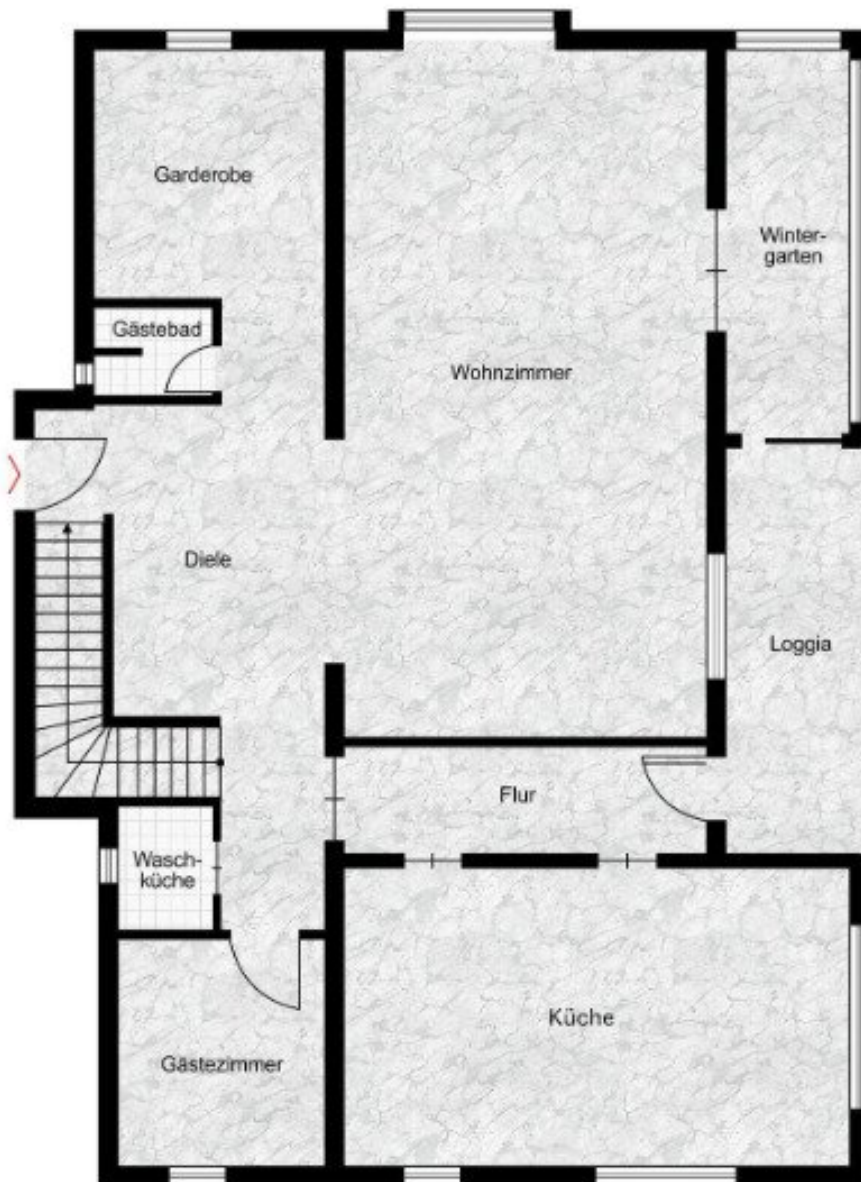 Garderobe
Winter-
garten
Gästebad
Wohnzimmer
Diele
Loggia
Flur
Wasch-
küche
Küche
Gästezimmer